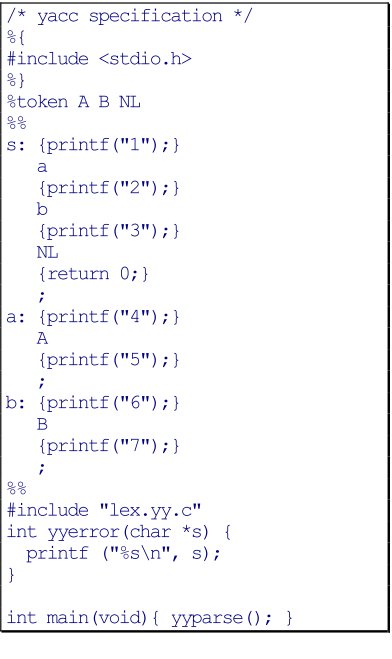 /* yacc specification */
%{
#include <stdio.h>
%}
%token A B NL
%%
s: {printf("1");}
   a
   {printf("2");}
   b
   {printf("3");}
   NL
   {return 0;}
   ;
a: {printf("4");}
   A
   {printf("5");}
   ;
b: {printf("6");}
   B
   {printf("7");}
   ;
%%
#include "lex.yy.c"
int yyerror(char *s) {
  printf ("%s\n", s);
}

int main(void){ yyparse(); }